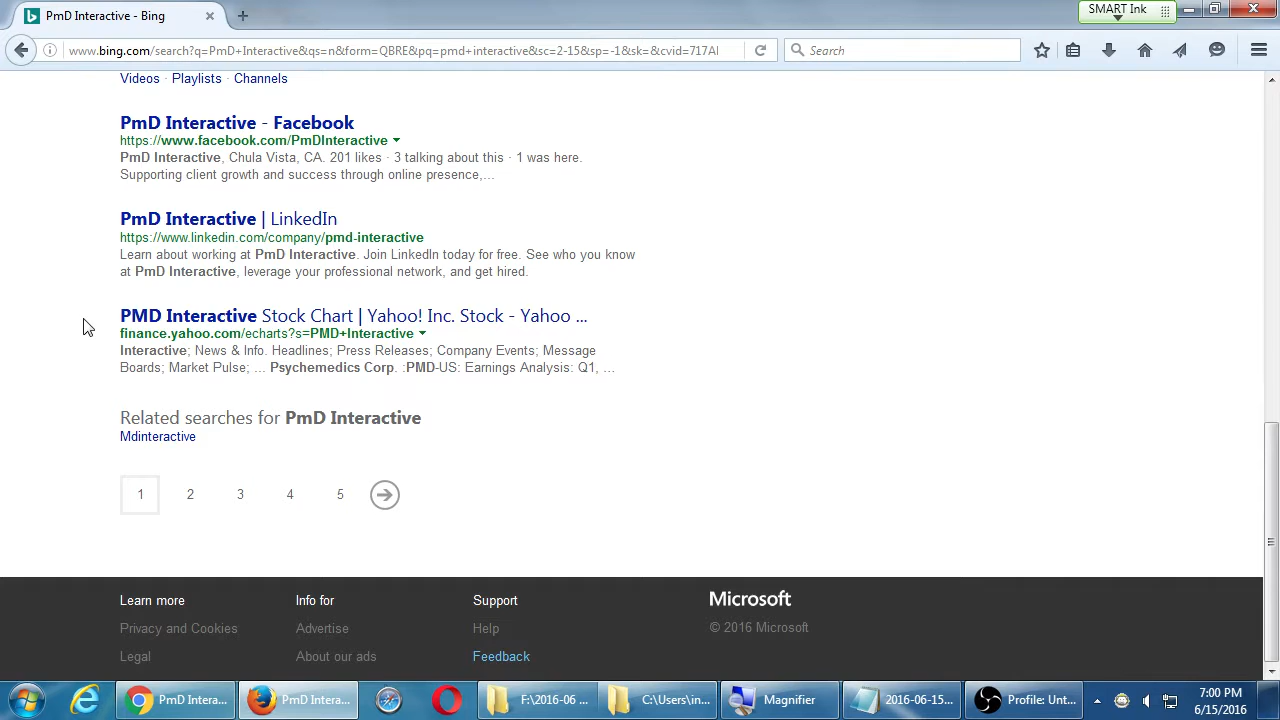 PmD Interactive - Bing
SMART Ink
www.bing.com/search?q=PmD+Interactive&qs=n&form=QBRE&pq=pmd+interactive&sc=2-15&sp=-1&sk=&cvid=717AI
Search
Videos · Playlists · Channels
PmD Interactive - Facebook
https://www.facebook.com/PmDInteractive
PmD Interactive, Chula Vista, CA. 201 likes · 3 talking about this · 1 was here.
Supporting client growth and success through online presence,...
PmD Interactive | LinkedIn
https://www.linkedin.com/company/pmd-interactive
Learn about working at PmD Interactive. Join LinkedIn today for free. See who you know
at PmD Interactive, leverage your professional network, and get hired.
PMD Interactive Stock Chart | Yahoo! Inc. Stock - Yahoo ...
finance.yahoo.com/echarts?s=PMD+Interactive
Interactive; News & Info. Headlines; Press Releases; Company Events; Message
Boards; Market Pulse; ... Psychemedics Corp. :PMD-US: Earnings Analysis: Q1, ...
Related searches for PmD Interactive
Mdinteractive
1 2 3 4 5
Learn more Info for Support Microsoft
Privacy and Cookies Advertise Help © 2016 Microsoft
Legal About our ads Feedback
PmD Intera... PmD Intera... F:\2016-06 ... C:\Users\in... Magnifier 2016-06-15... Profile: Unt... 7:00 PM
6/15/2016